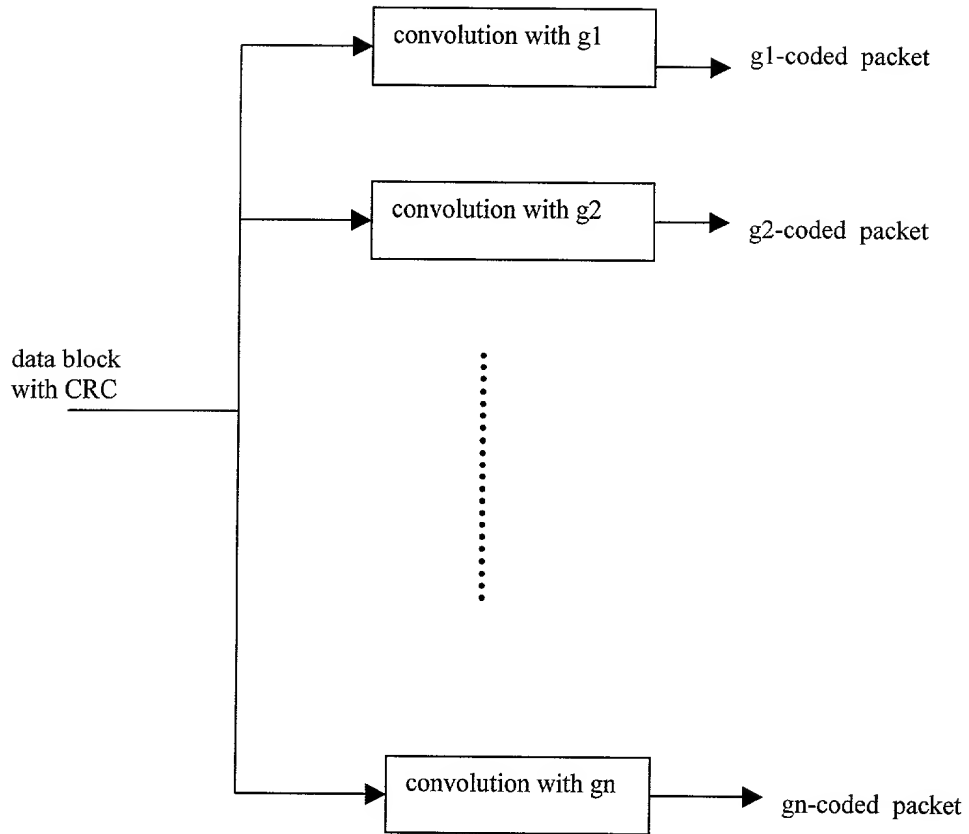 convolution with g1
g1-coded packet
convolution with g2
g2-coded packet
data block
with CRC
convolution with gn
gn-coded packet